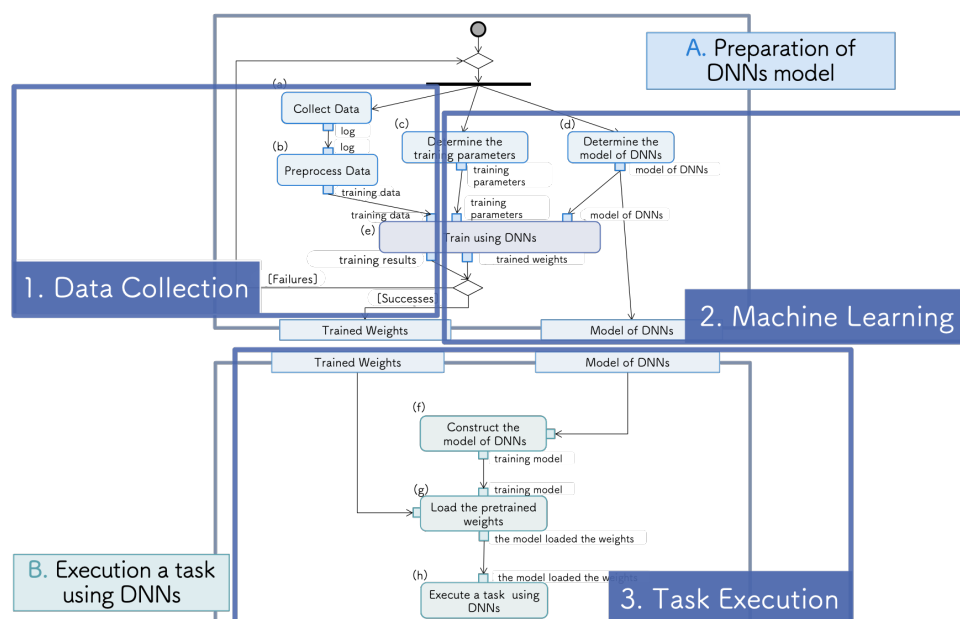 A. Preparation of
DNNs model
(a)
Collect Data
log
log
(b)
Preprocess Data
training data
training data
(c)
Determine the
training parameters
training
parameters
training
parameters
(d)
Determine the
model of DNNs
model of DNNs
model of DNNs
(e)
Train using DNNs
training results
trained weights
[Failures]
[Successes]
1. Data Collection
2. Machine Learning
Trained Weights
Model of DNNs
Trained Weights
Model of DNNs
(f)
Construct the
model of DNNs
training model
training model
(g)
Load the pretrained
weights
the model loaded the weights
the model loaded the weights
(h)
Execute a task using
DNNs
B. Execution a task
using DNNs
3. Task Execution